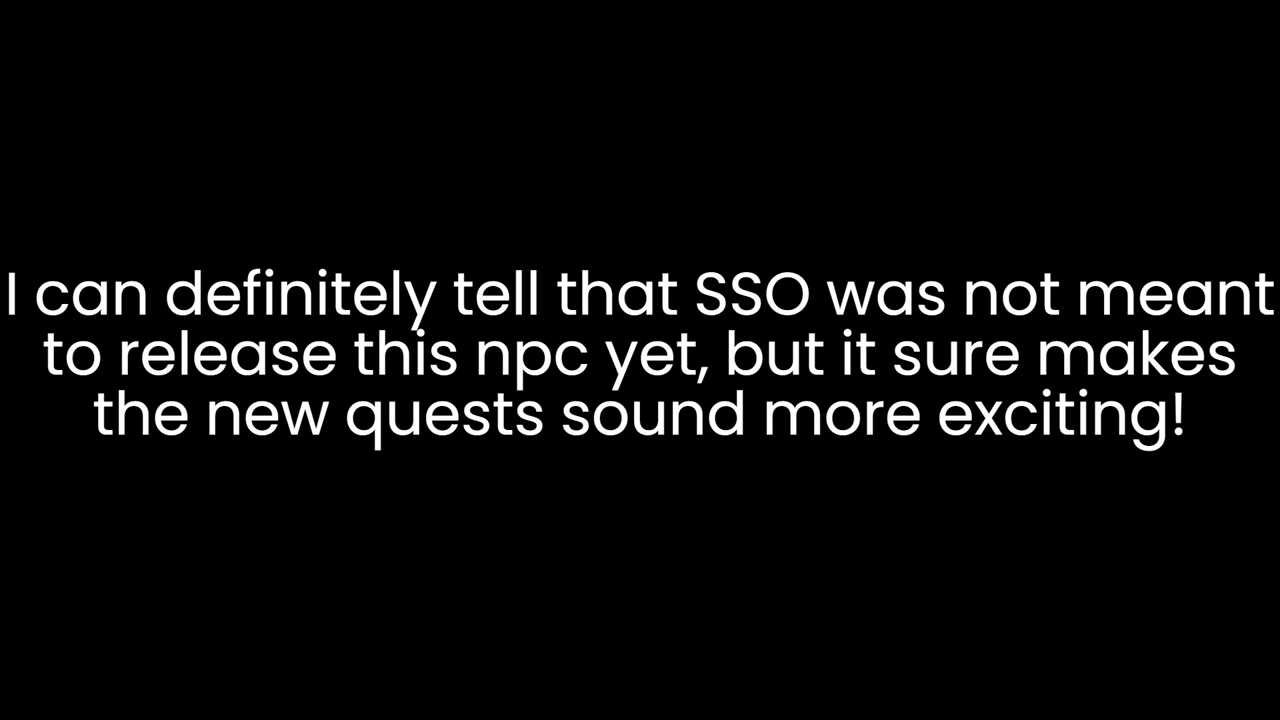 I can definitely tell that SSO was not meant
to release this npc yet, but it sure makes
the new quests sound more exciting!